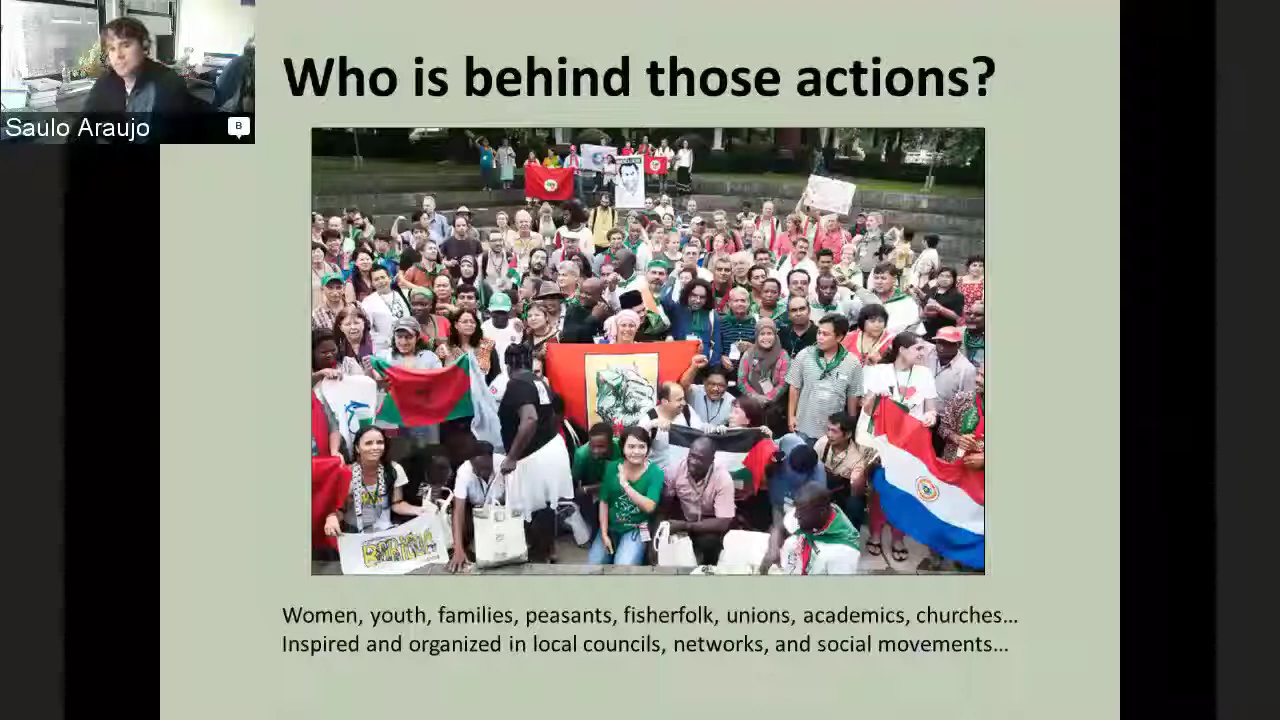 Saulo Araujo
B
Who is behind those actions?
Women, youth, families, peasants, fisherfolk, unions, academics, churches…
Inspired and organized in local councils, networks, and social movements…